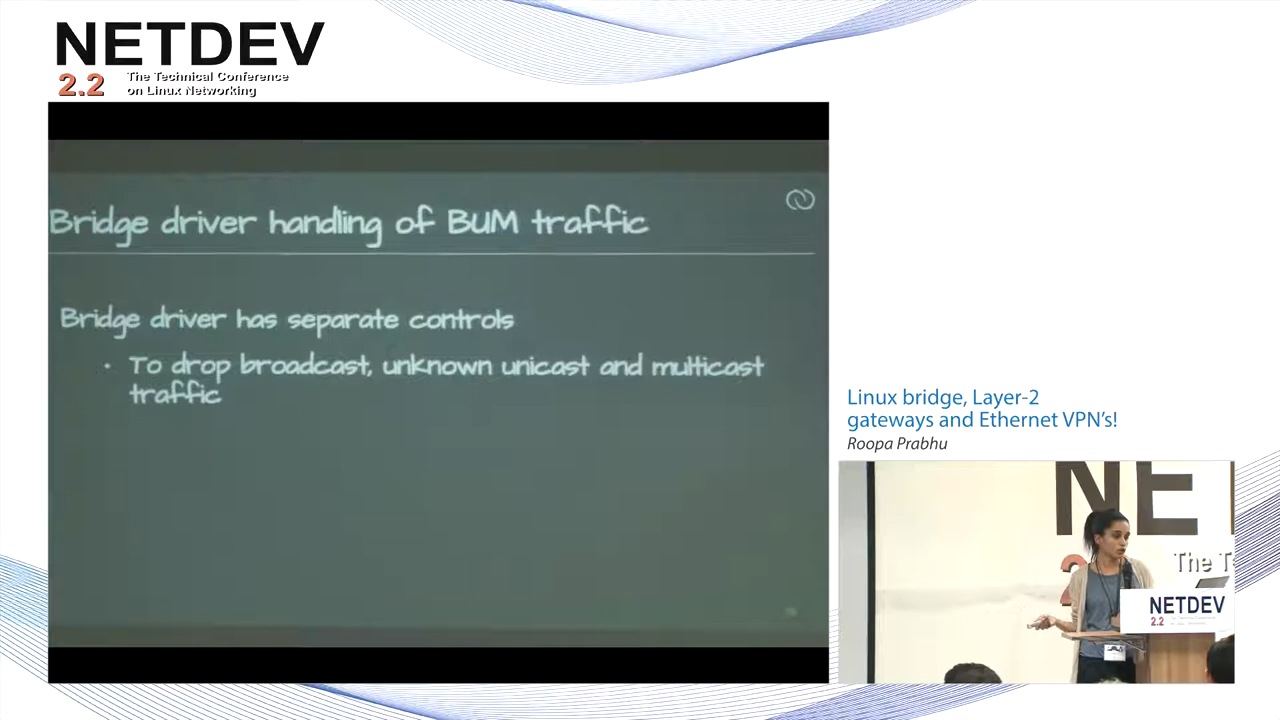 NETDEV
2.2 The Technical Conference
on Linux Networking
Bridge driver handling of BUM traffic
Bridge driver has separate controls
· To drop broadcast, unknown unicast and multicast
traffic
Linux bridge, Layer-2
gateways and Ethernet VPN's!
Roopa Prabhu
NE
The T
NETDEV
2.2